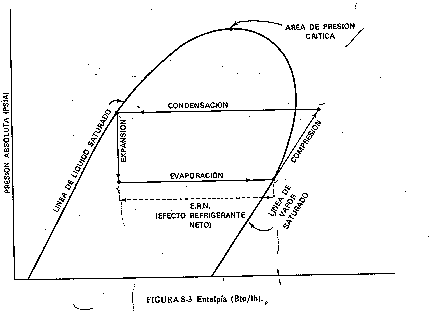 AREA DE PRESION
CRITICA
CONDENSACION
LINEA DE LIQUIDO SATURADO
EXPANSION
COMPRESION
EVAPORACIÓN
E.R.N.
(EFECTO REFRIGERANTE
NETO)
LINEA DE
VAPOR
SATURADO
PRESION ABSOLUTA (PSIA)
FIGURA 8-3 Entalpía (Btu/lb).